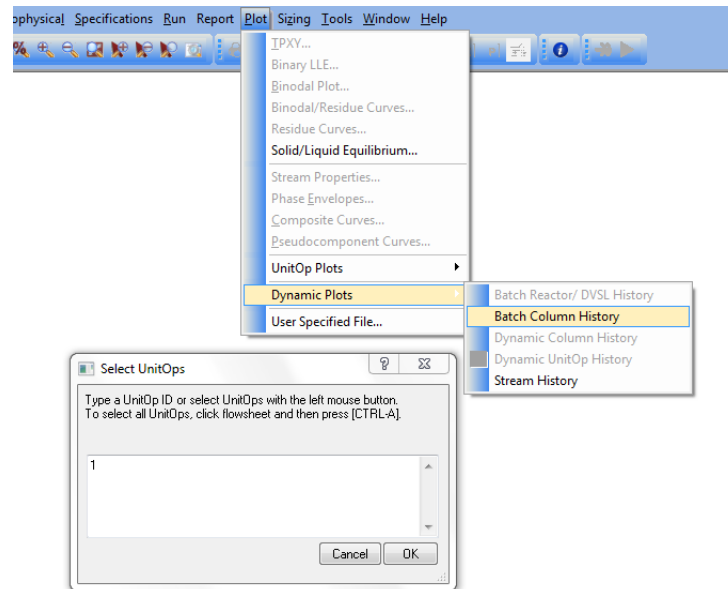 ophysical Specifications Run Report Plot Sizing Tools Window Help
TPXY...
Binary LLE...
Binodal Plot...
Binodal/Residue Curves...
Residue Curves...
Solid/Liquid Equilibrium...
Stream Properties...
Phase Envelopes...
Composite Curves...
Pseudocomponent Curves...
UnitOp Plots
Dynamic Plots
User Specified File...
Batch Reactor/ DVSL History
Batch Column History
Dynamic Column History
Dynamic UnitOp History
Stream History
Select UnitOps
Type a UnitOp ID or select UnitOps with the left mouse button.
To select all UnitOps, click flowsheet and then press [CTRL-A].
1
Cancel OK